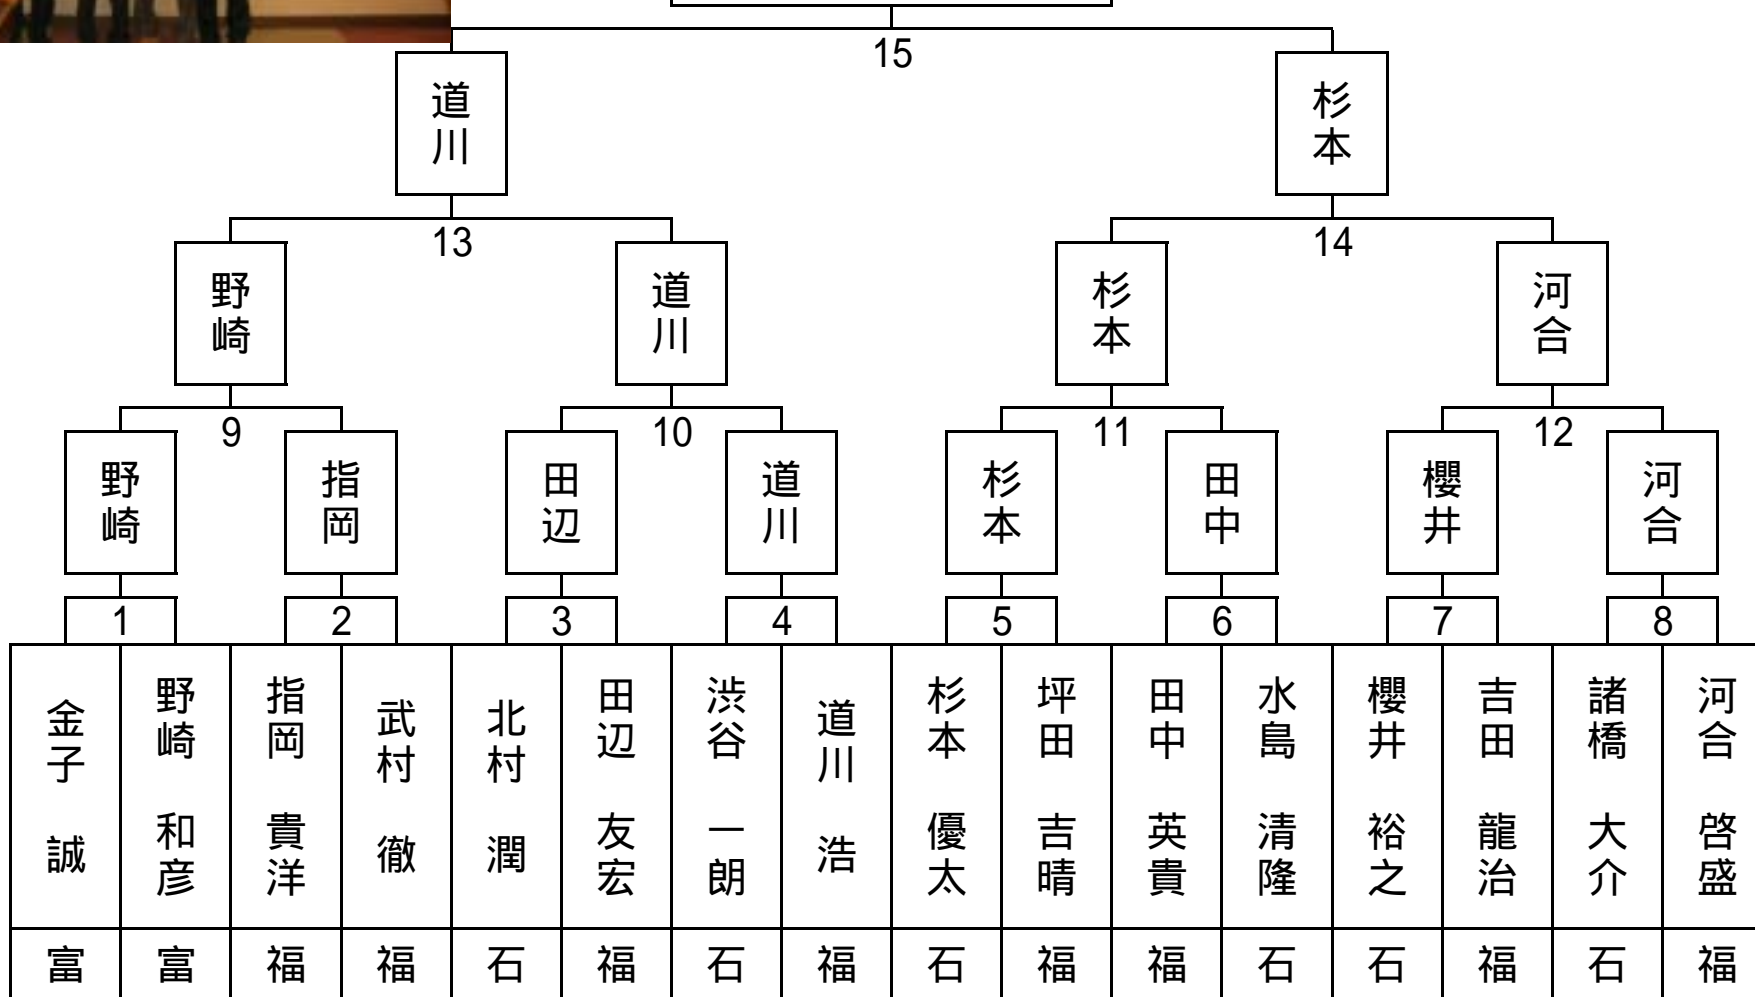 15
道川
杉本
13
14
野崎
道川
杉本
河合
9
10
11
12
野崎
指岡
田辺
道川
杉本
田中
櫻井
河合
1
2
3
4
5
6
7
8
金子 誠
野崎 和彦
指岡 貴洋
武村 徹
北村 潤
田辺 友宏
渋谷 一朗
道川 浩
杉本 優太
坪田 吉晴
田中 英貴
水島 清隆
櫻井 裕之
吉田 龍治
諸橋 大介
河合 啓盛
富
富
福
福
石
福
石
福
石
福
福
石
石
福
石
福